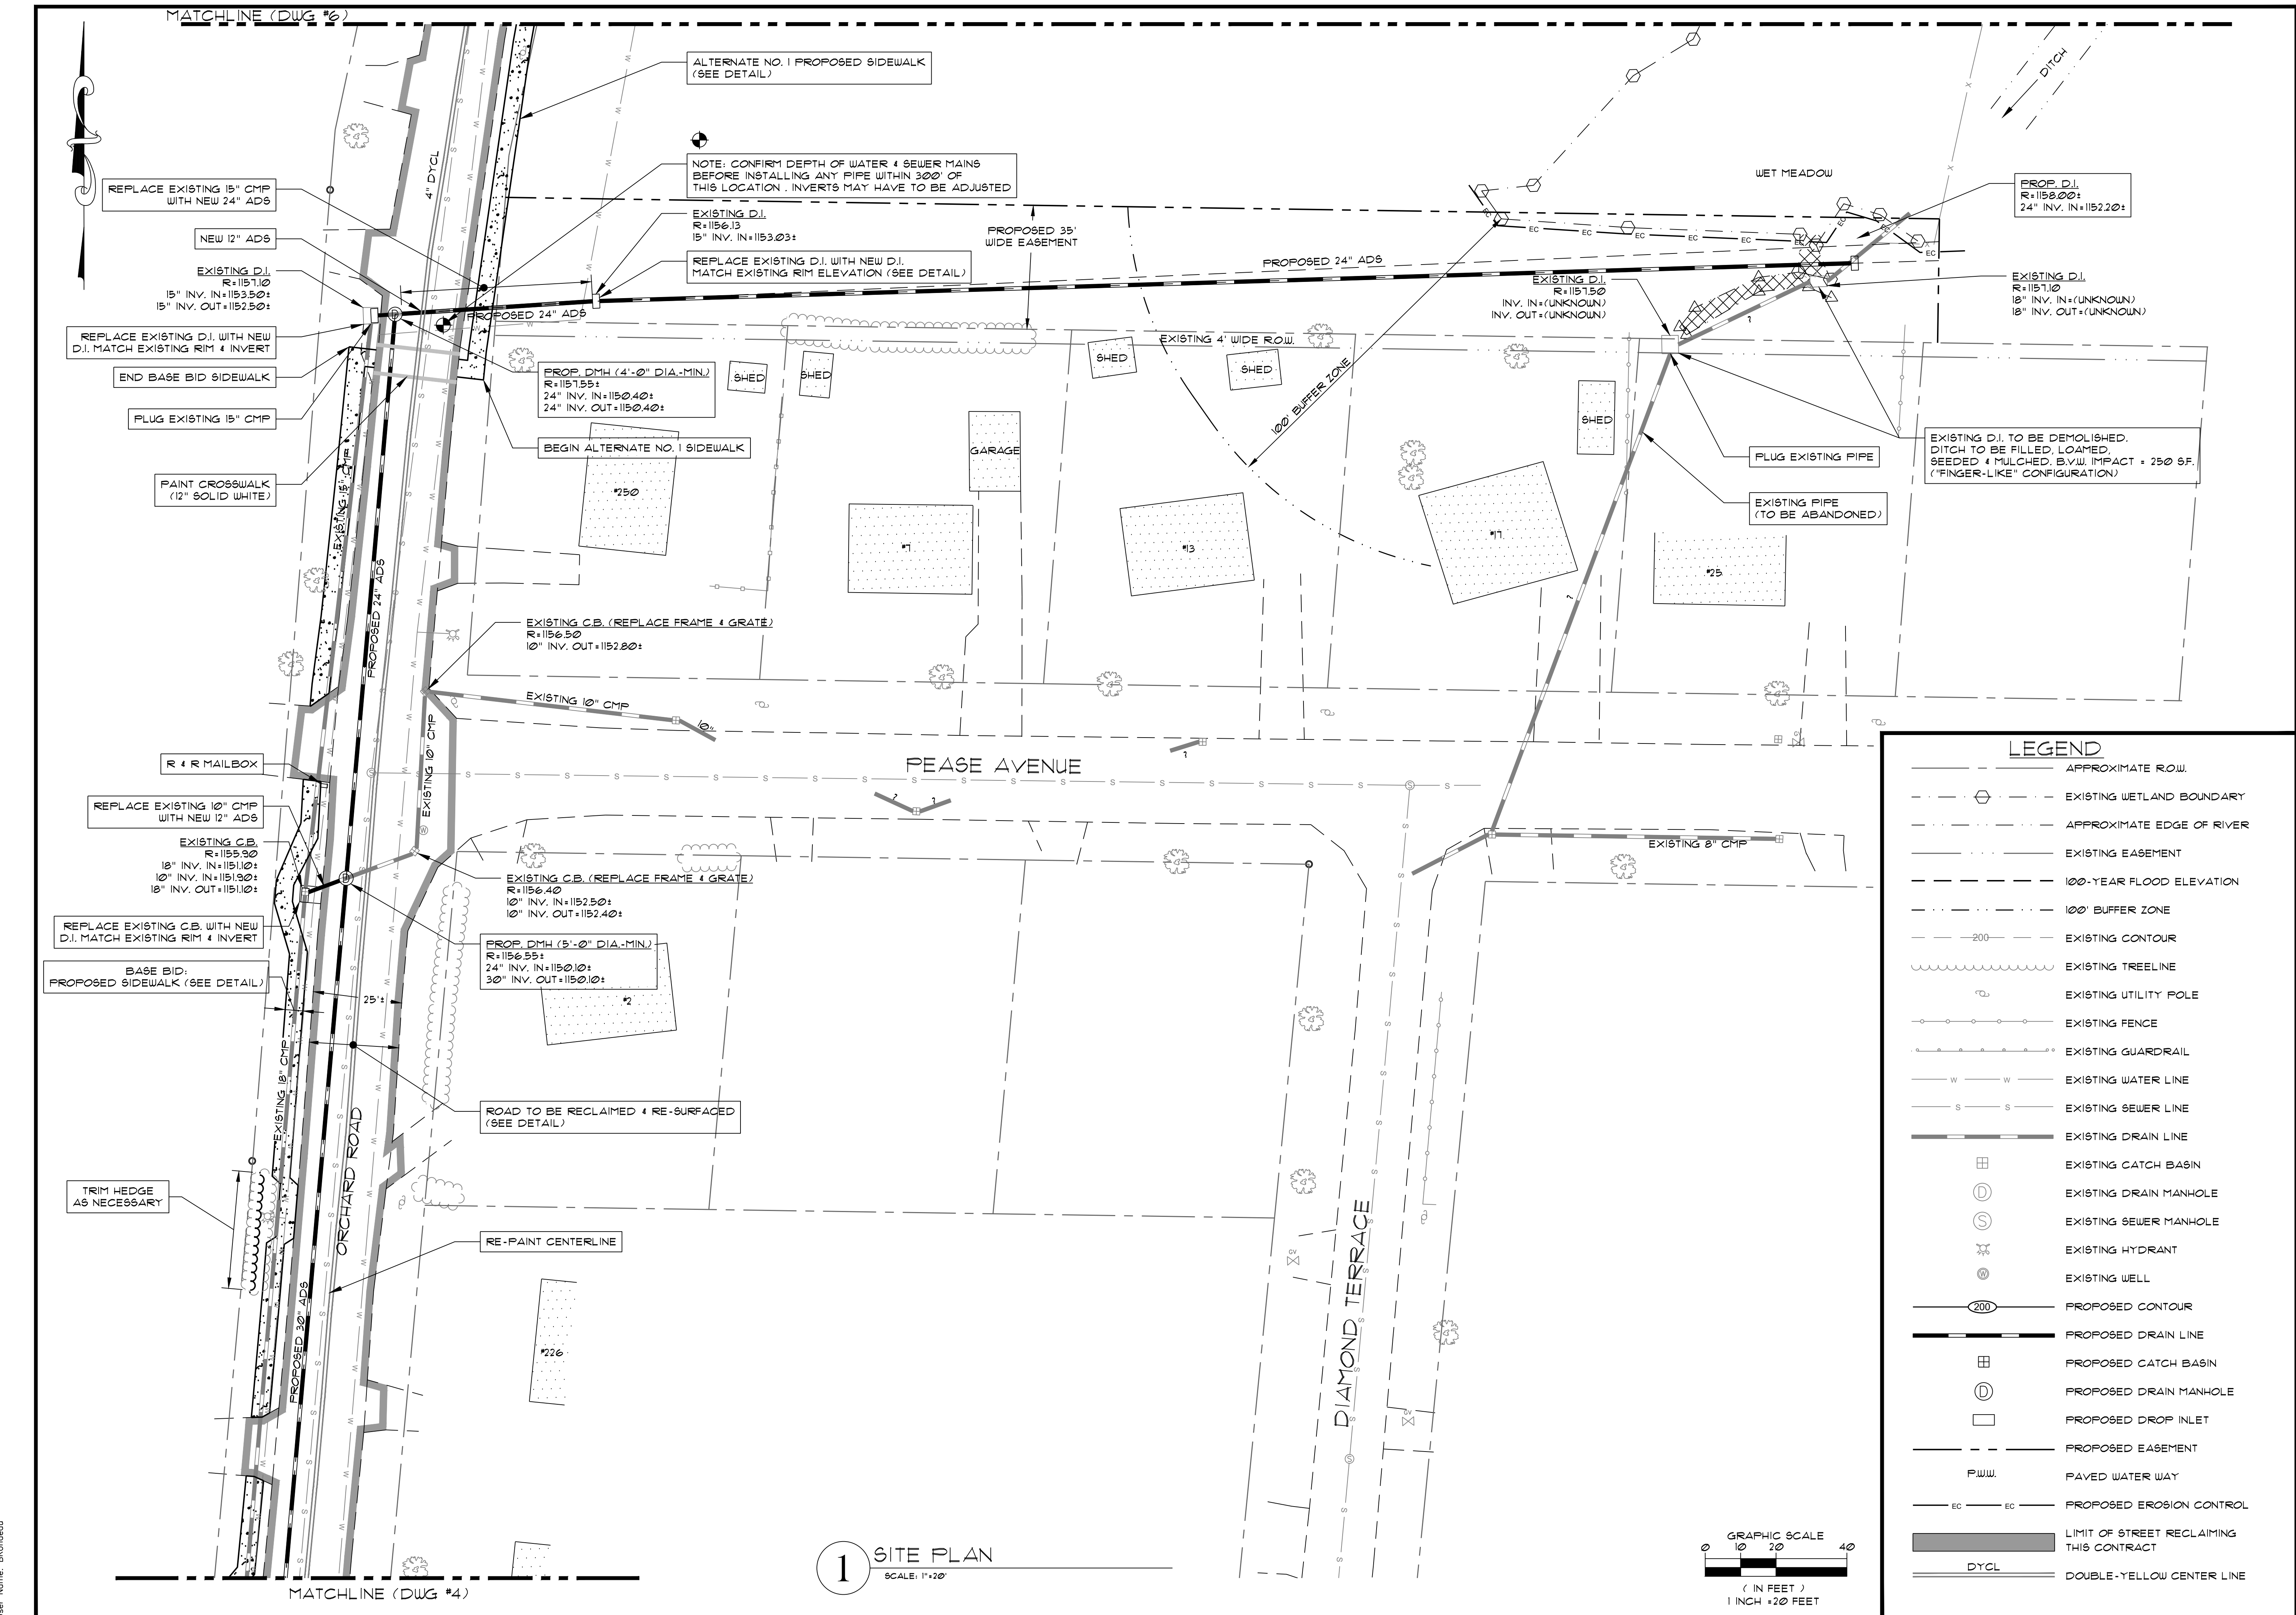 MATCHLINE (DWG #6)
ALTERNATE NO. 1 PROPOSED SIDEWALK
(SEE DETAIL)
4" DYCL
DITCH
WET MEADOW
NOTE: CONFIRM DEPTH OF WATER & SEWER MAINS
BEFORE INSTALLING ANY PIPE WITHIN 300' OF
THIS LOCATION . INVERTS MAY HAVE TO BE ADJUSTED
REPLACE EXISTING 15" CMP
WITH NEW 24" ADS
PROP. D.I.
R=1158.00±
24" INV. IN=1152.20±
EXISTING D.I.
R=1156.13
15" INV. IN=1153.03±
PROPOSED 35'
WIDE EASEMENT
NEW 12" ADS
REPLACE EXISTING D.I. WITH NEW D.I.
MATCH EXISTING RIM ELEVATION (SEE DETAIL)
PROPOSED 24" ADS
EXISTING D.I.
R=1157.10
15" INV. IN=1153.50±
15" INV. OUT=1152.50±
EXISTING D.I.
R=1157.50
INV. IN=(UNKNOWN)
INV. OUT=(UNKNOWN)
EXISTING D.I.
R=1157.10
18" INV. IN=(UNKNOWN)
18" INV. OUT=(UNKNOWN)
PROPOSED 24" ADS
REPLACE EXISTING D.I. WITH NEW
D.I. MATCH EXISTING RIM & INVERT
EXISTING 4' WIDE R.O.W.
END BASE BID SIDEWALK
PROP. DMH (4'-0" DIA.-MIN.)
R=1157.55±
24" INV. IN=1150.40±
24" INV. OUT=1150.40±
SHED
SHED
SHED
SHED
SHED
100' BUFFER ZONE
PLUG EXISTING 15" CMP
BEGIN ALTERNATE NO. 1 SIDEWALK
GARAGE
PLUG EXISTING PIPE
EXISTING D.I. TO BE DEMOLISHED.
DITCH TO BE FILLED, LOAMED,
SEEDED & MULCHED. B.V.W. IMPACT = 250 S.F.
("FINGER-LIKE" CONFIGURATION)
PAINT CROSSWALK
(12" SOLID WHITE)
EXISTING PIPE
(TO BE ABANDONED)
EXISTING 15" CMP
PROPOSED 24" ADS
#250
#7
#13
#17
#25
EXISTING C.B. (REPLACE FRAME & GRATE)
R=1156.50
10" INV. OUT=1152.80±
EXISTING 10" CMP
10"
EXISTING 10" CMP
R & R MAILBOX
PEASE AVENUE
REPLACE EXISTING 10" CMP
WITH NEW 12" ADS
EXISTING C.B.
R=1155.90
18" INV. IN=1151.10±
10" INV. IN=1151.90±
18" INV. OUT=1151.10±
EXISTING 8" CMP
EXISTING C.B. (REPLACE FRAME & GRATE)
R=1156.40
10" INV. IN=1152.50±
10" INV. OUT=1152.40±
REPLACE EXISTING C.B. WITH NEW
D.I. MATCH EXISTING RIM & INVERT
PROP. DMH (5'-0" DIA.-MIN.)
R=1156.55±
24" INV. IN=1150.10±
30" INV. OUT=1150.10±
BASE BID:
PROPOSED SIDEWALK (SEE DETAIL)
25'±
#2
EXISTING 18" CMP
ROAD TO BE RECLAIMED & RE-SURFACED
(SEE DETAIL)
ORCHARD ROAD
TRIM HEDGE
AS NECESSARY
RE-PAINT CENTERLINE
PROPOSED 30" ADS
#226
DIAMOND TERRACE
GV
GV
MATCHLINE (DWG #4)
1
SITE PLAN
SCALE: 1"=20'
GRAPHIC SCALE
0 10 20 40
( IN FEET )
1 INCH = 20 FEET
LEGEND
APPROXIMATE R.O.W.
EXISTING WETLAND BOUNDARY
APPROXIMATE EDGE OF RIVER
EXISTING EASEMENT
100-YEAR FLOOD ELEVATION
100' BUFFER ZONE
200 EXISTING CONTOUR
EXISTING TREELINE
EXISTING UTILITY POLE
EXISTING FENCE
EXISTING GUARDRAIL
W W EXISTING WATER LINE
S S EXISTING SEWER LINE
EXISTING DRAIN LINE
EXISTING CATCH BASIN
D EXISTING DRAIN MANHOLE
S EXISTING SEWER MANHOLE
EXISTING HYDRANT
W EXISTING WELL
200 PROPOSED CONTOUR
PROPOSED DRAIN LINE
PROPOSED CATCH BASIN
D PROPOSED DRAIN MANHOLE
PROPOSED DROP INLET
PROPOSED EASEMENT
P.W.W. PAVED WATER WAY
EC EC PROPOSED EROSION CONTROL
LIMIT OF STREET RECLAIMING
THIS CONTRACT
DYCL DOUBLE-YELLOW CENTER LINE